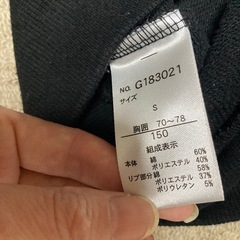 No. G183021
サイズ
S
胸囲 70〜78
150
組成表示
本体 綿 60%
ポリエステル 40%
リブ部分 綿 58%
ポリエステル 37%
ポリウレタン 5%